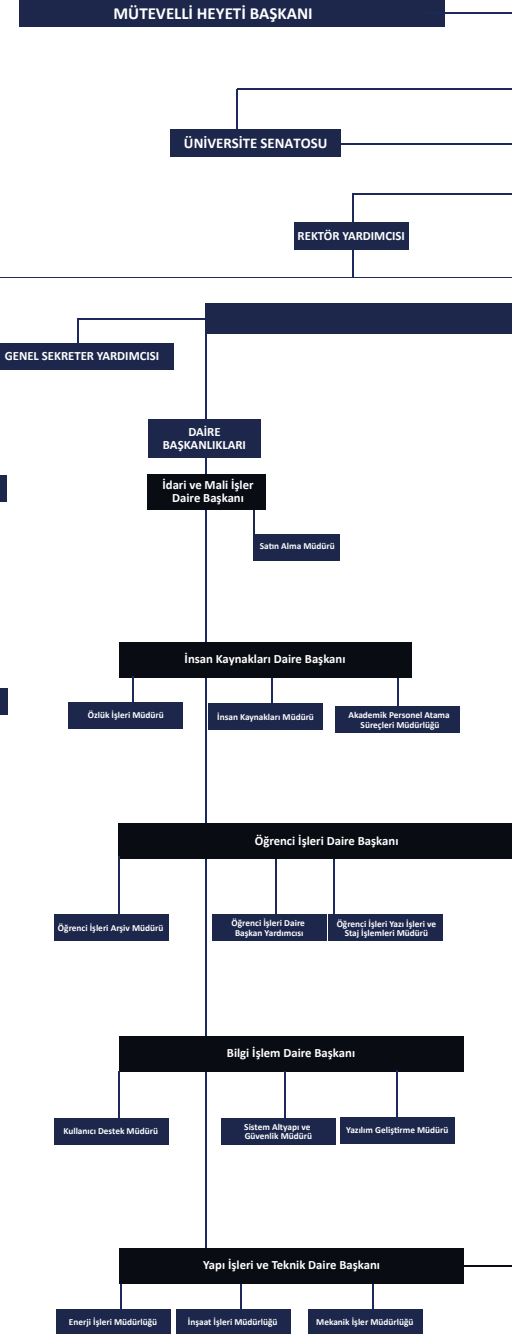 MÜTEVELLİ HEYETİ BAŞKANI
ÜNİVERSİTE SENATOSU
REKTÖR YARDIMCISI
GENEL SEKRETER YARDIMCISI
DAİRE
BAŞKANLIKLARI
İdari ve Mali İşler
Daire Başkanı
Satın Alma Müdürü
İnsan Kaynakları Daire Başkanı
Özlük İşleri Müdürü
İnsan Kaynakları Müdürü
Akademik Personel Atama
Süreçleri Müdürlüğü
Öğrenci İşleri Daire Başkanı
Öğrenci İşleri Arşiv Müdürü
Öğrenci İşleri Daire
Başkan Yardımcısı
Öğrenci İşleri Yazı İşleri ve
Staj İşlemleri Müdürü
Bilgi İşlem Daire Başkanı
Kullanıcı Destek Müdürü
Sistem Altyapı ve
Güvenlik Müdürü
Yazılım Geliştirme Müdürü
Yapı İşleri ve Teknik Daire Başkanı
Enerji İşleri Müdürlüğü
İnşaat İşleri Müdürlüğü
Mekanik İşler Müdürlüğü